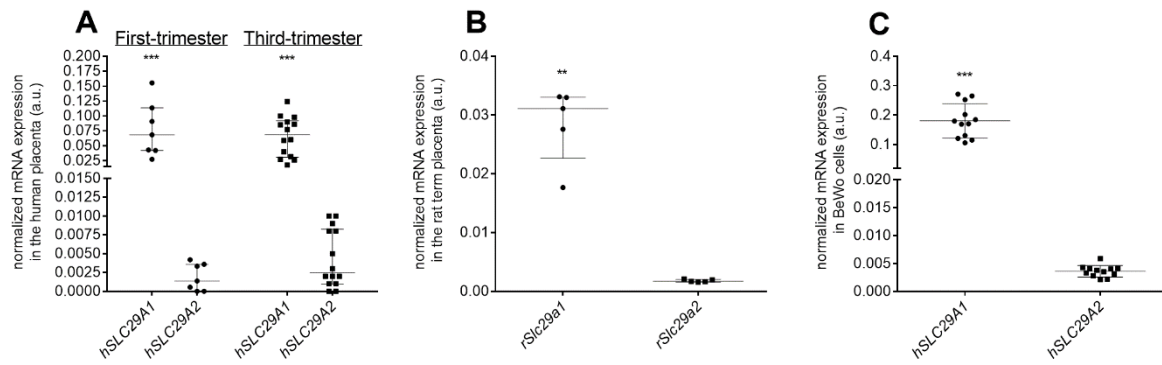 A
First-trimester Third-trimester
normalized mRNA expression
in the human placenta (a.u.)
*** ***
0.200
0.175
0.150
0.125
0.100
0.075
0.050
0.025
0.0150
0.0125
0.0100
0.0075
0.0050
0.0025
0.0000
hSLC29A1 hSLC29A2 hSLC29A1 hSLC29A2
B
normalized mRNA expression
in the rat term placenta (a.u.)
**
0.04
0.03
0.02
0.01
0.00
rSlc29a1 rSlc29a2
C
normalized mRNA expression
in BeWo cells (a.u.)
***
0.4
0.3
0.2
0.1
0.020
0.015
0.010
0.005
0.000
hSLC29A1 hSLC29A2